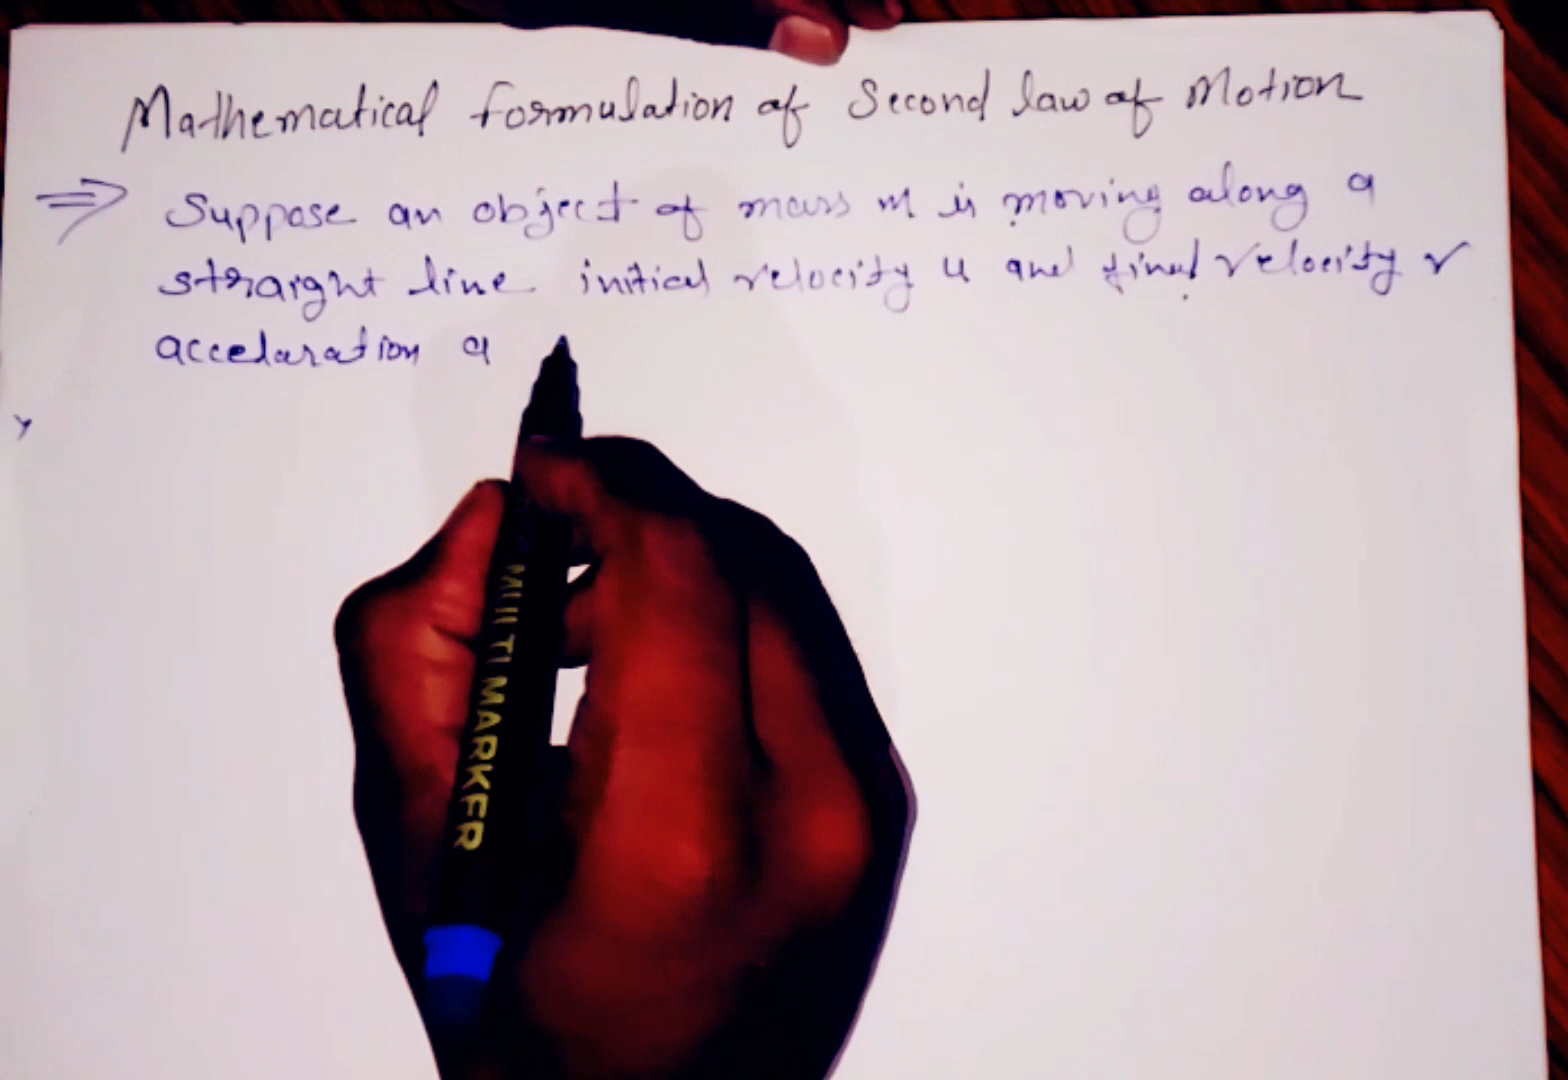 Mathematical formulation of Second law of Motion
⇒ Suppose an object of mass m is moving along a
straight line initial velocity u and final velocity v
accelaration a
MULTI MARKER